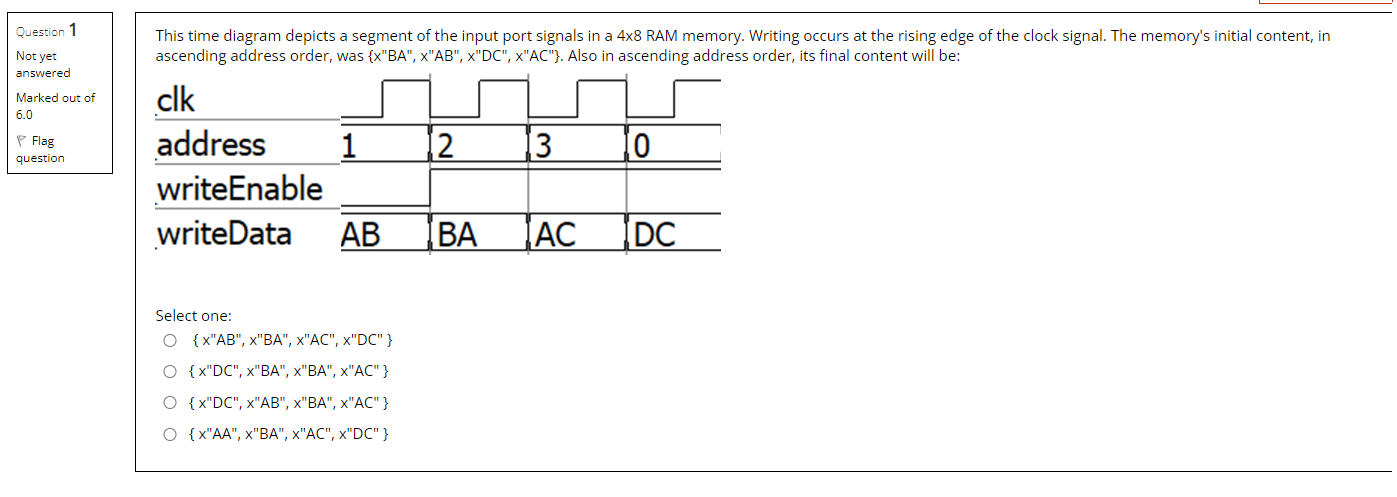 Question 1
Not yet
answered
Marked out of
6.0
Flag
question
This time diagram depicts a segment of the input port signals in a 4x8 RAM memory. Writing occurs at the rising edge of the clock signal. The memory's initial content, in
ascending address order, was {x"BA", x"AB", x"DC", x"AC"}. Also in ascending address order, its final content will be:
clk
address 1 2 3 0
writeEnable
writeData AB BA AC DC
Select one:
{ x"AB", x"BA", x"AC", x"DC" }
{ x"DC", x"BA", x"BA", x"AC" }
{ x"DC", x"AB", x"BA", x"AC" }
{ x"AA", x"BA", x"AC", x"DC" }